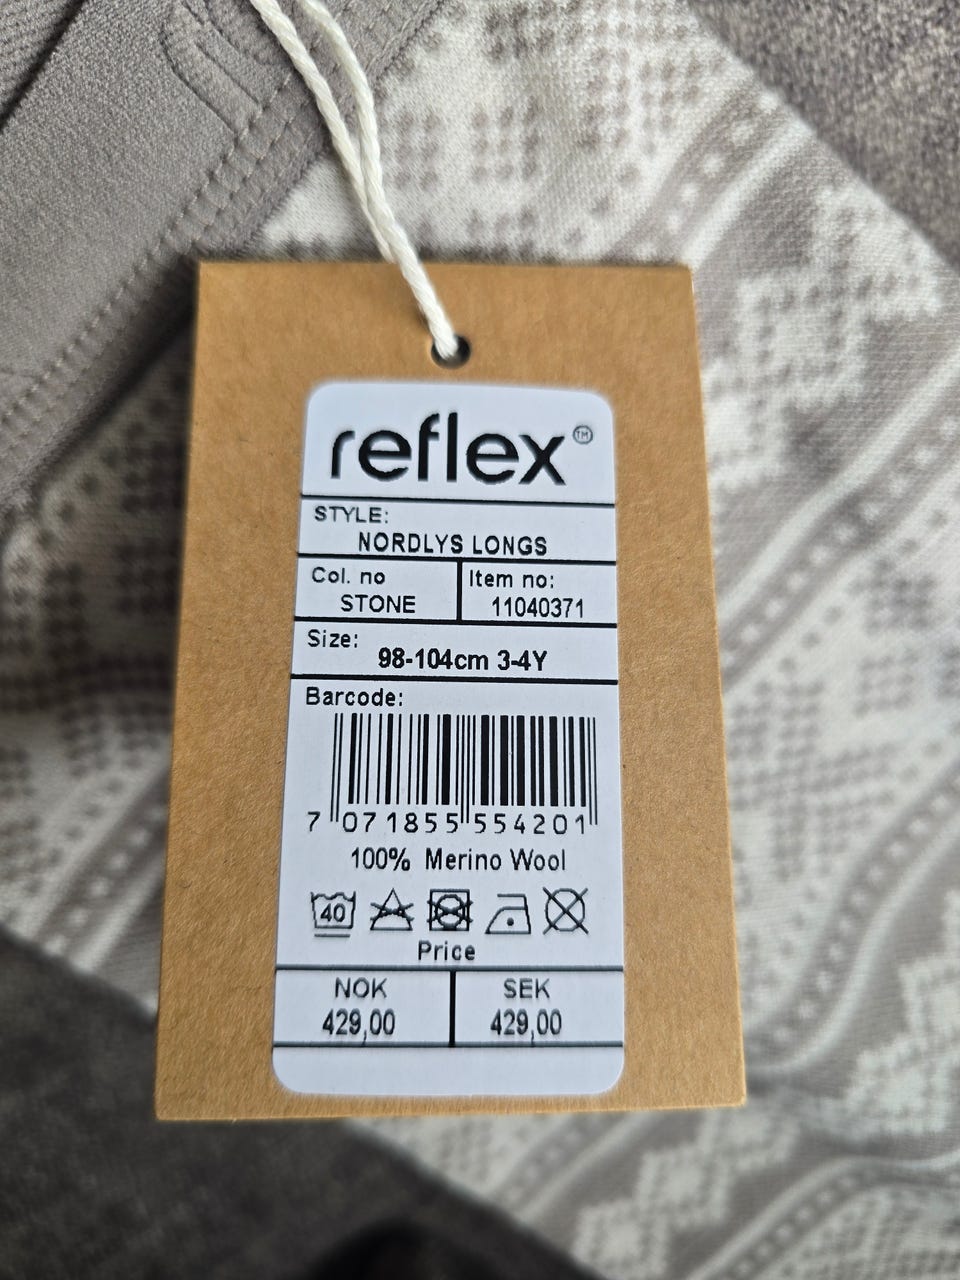 reflex™
STYLE:
NORDLYS LONGS
Col. no
STONE
Item no:
11040371
Size:
98-104cm 3-4Y
Barcode:
7 071855 554201
100% Merino Wool
40
Price
NOK
429,00
SEK
429,00